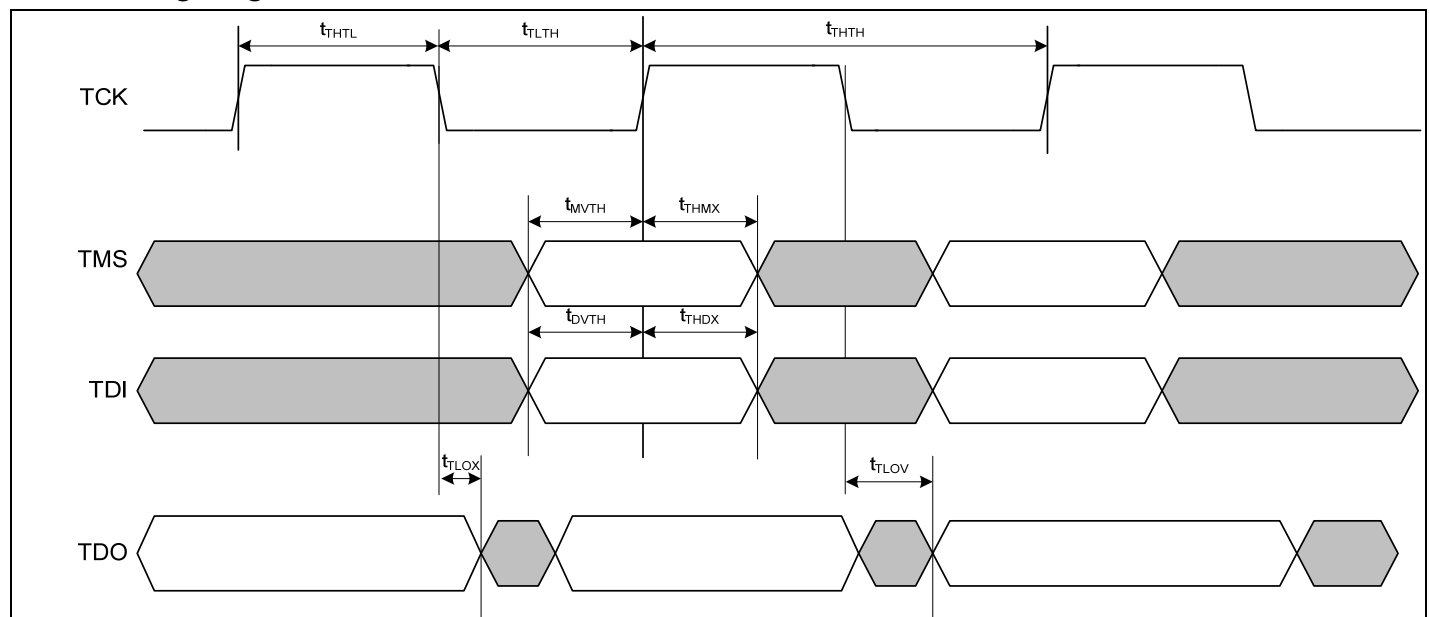 tTHTL tTLTH tTHTH
TCK
tMVTH tTHMX
TMS
tDVTH tTHDX
TDI
tTLOX tTLOV
TDO